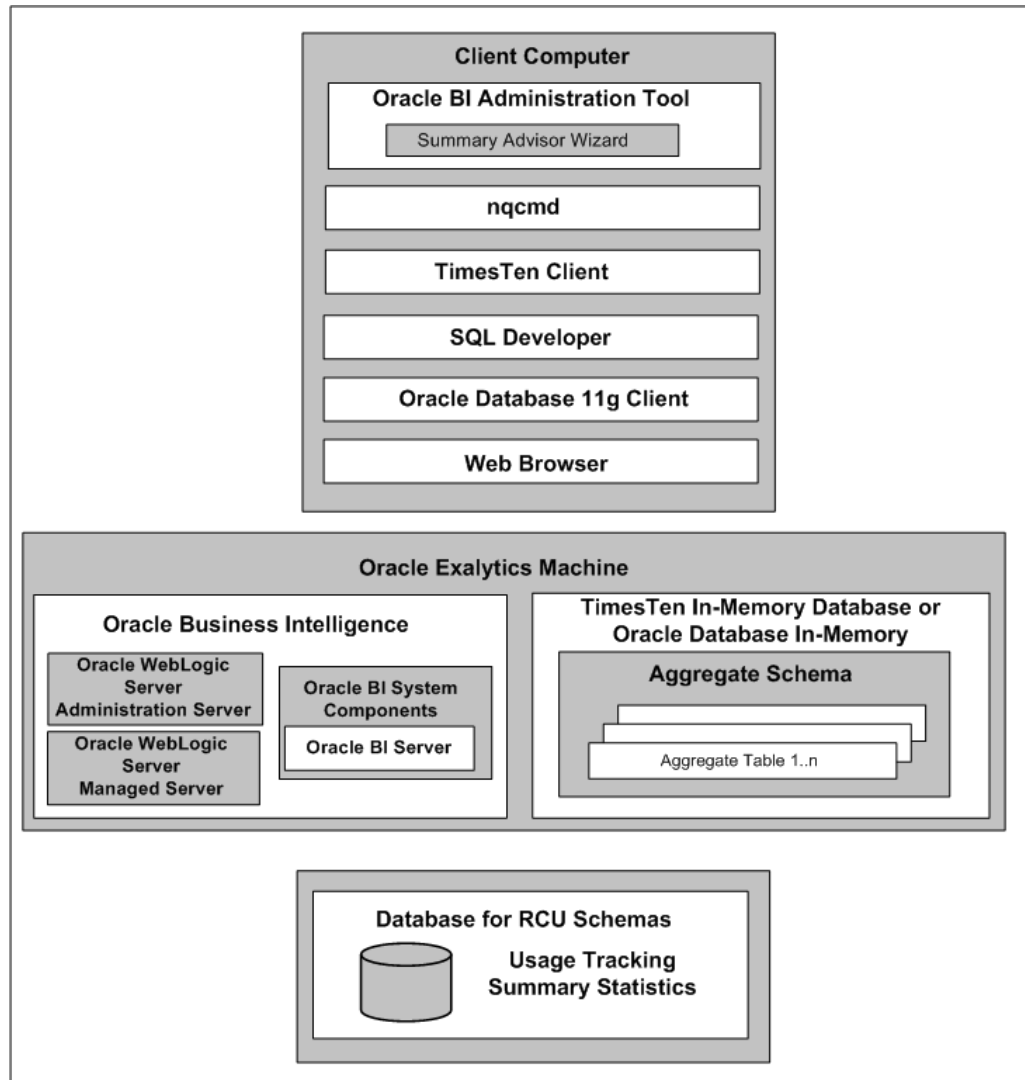 Client Computer
Oracle BI Administration Tool
Summary Advisor Wizard
nqcmd
TimesTen Client
SQL Developer
Oracle Database 11g Client
Web Browser
Oracle Exalytics Machine
Oracle Business Intelligence
Oracle WebLogic
Server
Administration Server
Oracle WebLogic
Server
Managed Server
Oracle BI System
Components
Oracle BI Server
TimesTen In-Memory Database or
Oracle Database In-Memory
Aggregate Schema
Aggregate Table 1..n
Database for RCU Schemas
Usage Tracking
Summary Statistics